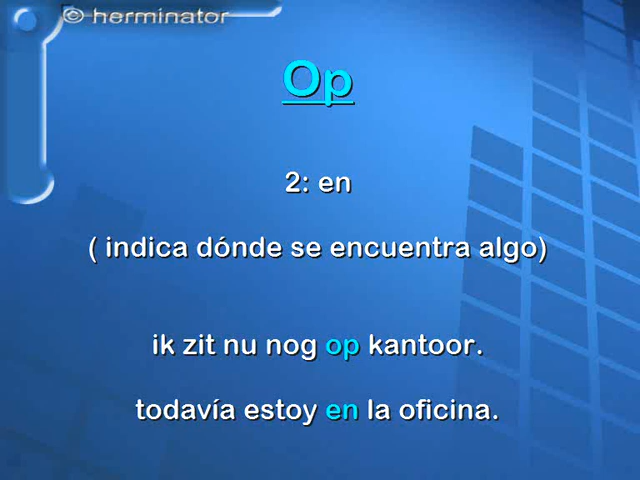 © herminator
Op
2: en
( indica dónde se encuentra algo)
ik zit nu nog op kantoor.
todavía estoy en la oficina.